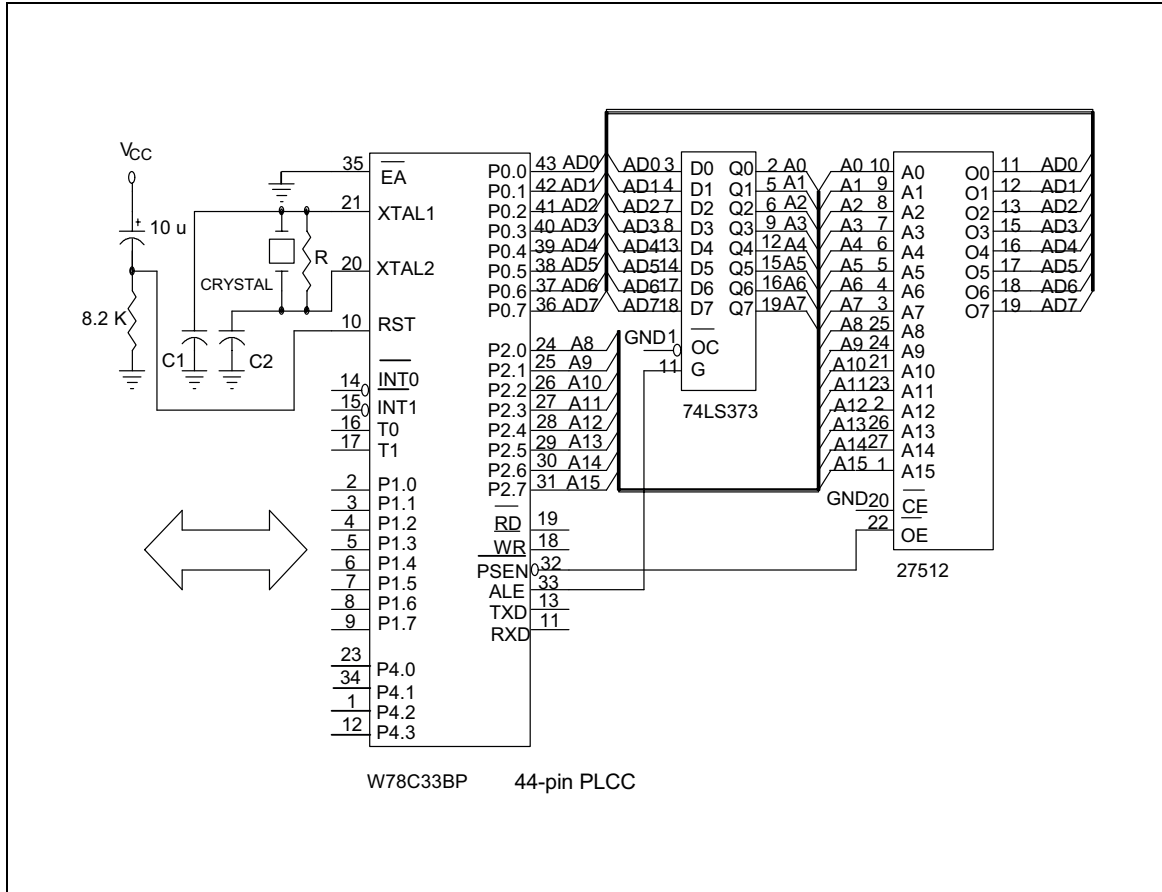 VCC
10 u
8.2 K
C1
C2
CRYSTAL
R
35 EA
21 XTAL1
20 XTAL2
10 RST
14 INT0
15 INT1
16 T0
17 T1
2 P1.0
3 P1.1
4 P1.2
5 P1.3
6 P1.4
7 P1.5
8 P1.6
9 P1.7
23 P4.0
34 P4.1
1 P4.2
12 P4.3
P0.0 43 AD0
P0.1 42 AD1
P0.2 41 AD2
P0.3 40 AD3
P0.4 39 AD4
P0.5 38 AD5
P0.6 37 AD6
P0.7 36 AD7
P2.0 24 A8
P2.1 25 A9
P2.2 26 A10
P2.3 27 A11
P2.4 28 A12
P2.5 29 A13
P2.6 30 A14
P2.7 31 A15
RD 19
WR 18
PSEN 32
ALE 33
TXD 13
RXD 11
W78C33BP 44-pin PLCC
AD0 3 D0 Q0 2 A0
AD1 4 D1 Q1 5 A1
AD2 7 D2 Q2 6 A2
AD3 8 D3 Q3 9 A3
AD4 13 D4 Q4 12 A4
AD5 14 D5 Q5 15 A5
AD6 17 D6 Q6 16 A6
AD7 18 D7 Q7 19 A7
GND 1 OC
11 G
74LS373
A0 10 A0 O0 11 AD0
A1 9 A1 O1 12 AD1
A2 8 A2 O2 13 AD2
A3 7 A3 O3 15 AD3
A4 6 A4 O4 16 AD4
A5 5 A5 O5 17 AD5
A6 4 A6 O6 18 AD6
A7 3 A7 O7 19 AD7
A8 25 A8
A9 24 A9
A10 21 A10
A11 23 A11
A12 2 A12
A13 26 A13
A14 27 A14
A15 1 A15
GND 20 CE
22 OE
27512